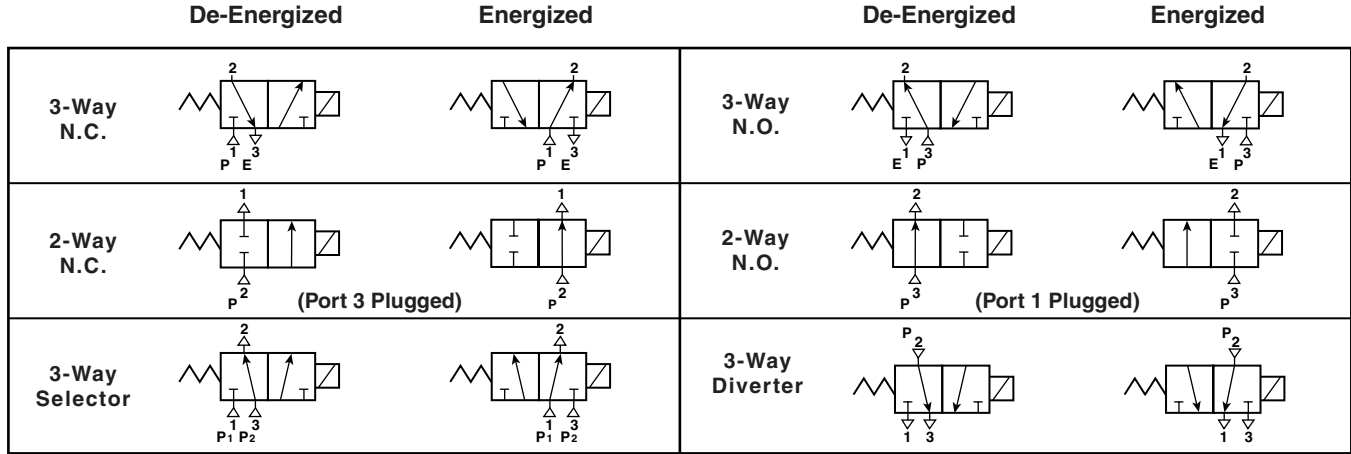 De-Energized Energized De-Energized Energized
3-Way
N.C.
2
1 3
P E
2
1 3
P E
3-Way
N.O.
2
1 3
E P
2
1 3
E P
2-Way
N.C.
1
P 2
1
P 2
(Port 3 Plugged)
2-Way
N.O.
2
P 3
2
P 3
(Port 1 Plugged)
3-Way
Selector
2
1 3
P1 P2
2
1 3
P1 P2
3-Way
Diverter
P 2
1 3
P 2
1 3